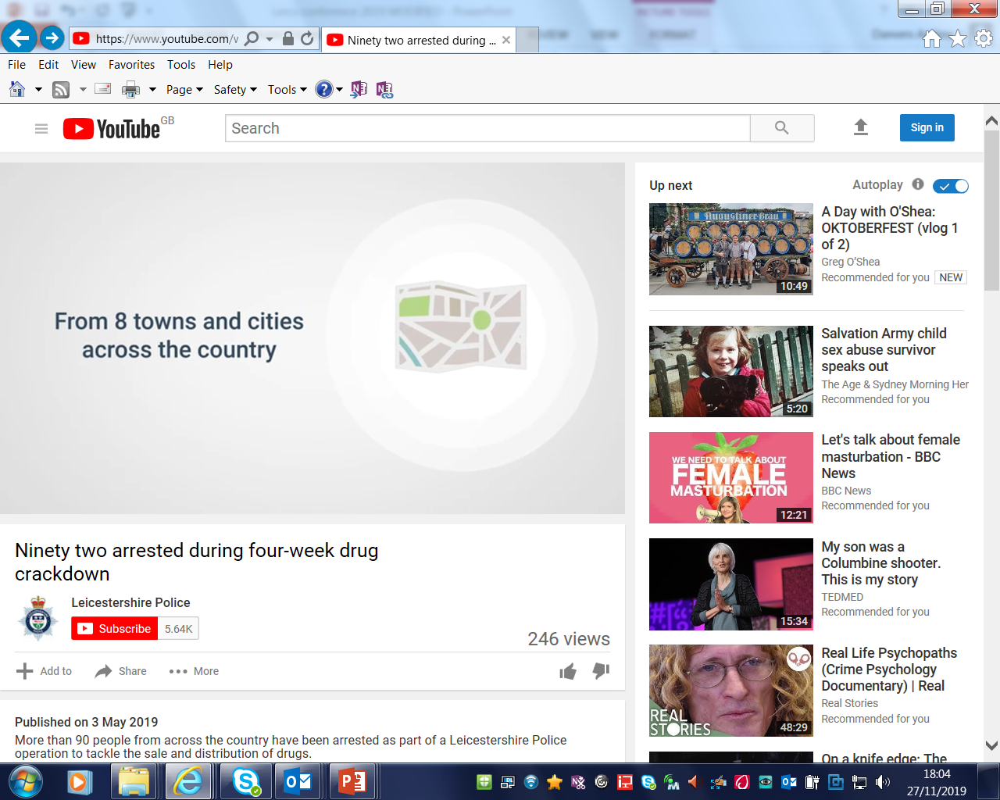 PICTURE TOOLS
REVIEW VIEW FORMAT
https://www.youtube.com/v
Ninety two arrested during ...
File Edit View Favorites Tools Help
Page Safety Tools
YouTube GB
Search
Sign in
From 8 towns and cities
across the country
Ninety two arrested during four-week drug
crackdown
Leicestershire Police
Subscribe 5.64K
246 views
Add to Share More
Published on 3 May 2019
More than 90 people from across the country have been arrested as part of a Leicestershire Police
operation to tackle the sale and distribution of drugs.
Up next Autoplay
Augustiner-Bräu
10:49
A Day with O'Shea:
OKTOBERFEST (vlog 1
of 2)
Greg O'Shea
Recommended for you NEW
5:20
Salvation Army child
sex abuse survivor
speaks out
The Age & Sydney Morning Her
Recommended for you
WE NEED TO TALK ABOUT
FEMALE
MASTURBATION
12:21
Let's talk about female
masturbation - BBC
News
BBC News
Recommended for you
15:34
My son was a
Columbine shooter.
This is my story
TEDMED
Recommended for you
REAL
STORIES
48:29
Real Life Psychopaths
(Crime Psychology
Documentary) | Real
Real Stories
Recommended for you
On a knife edge: The
18:04
27/11/2019